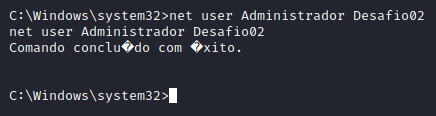 C:\Windows\system32>net user Administrador Desafio02
net user Administrador Desafio02
Comando conclu�do com �xito.
C:\Windows\system32>